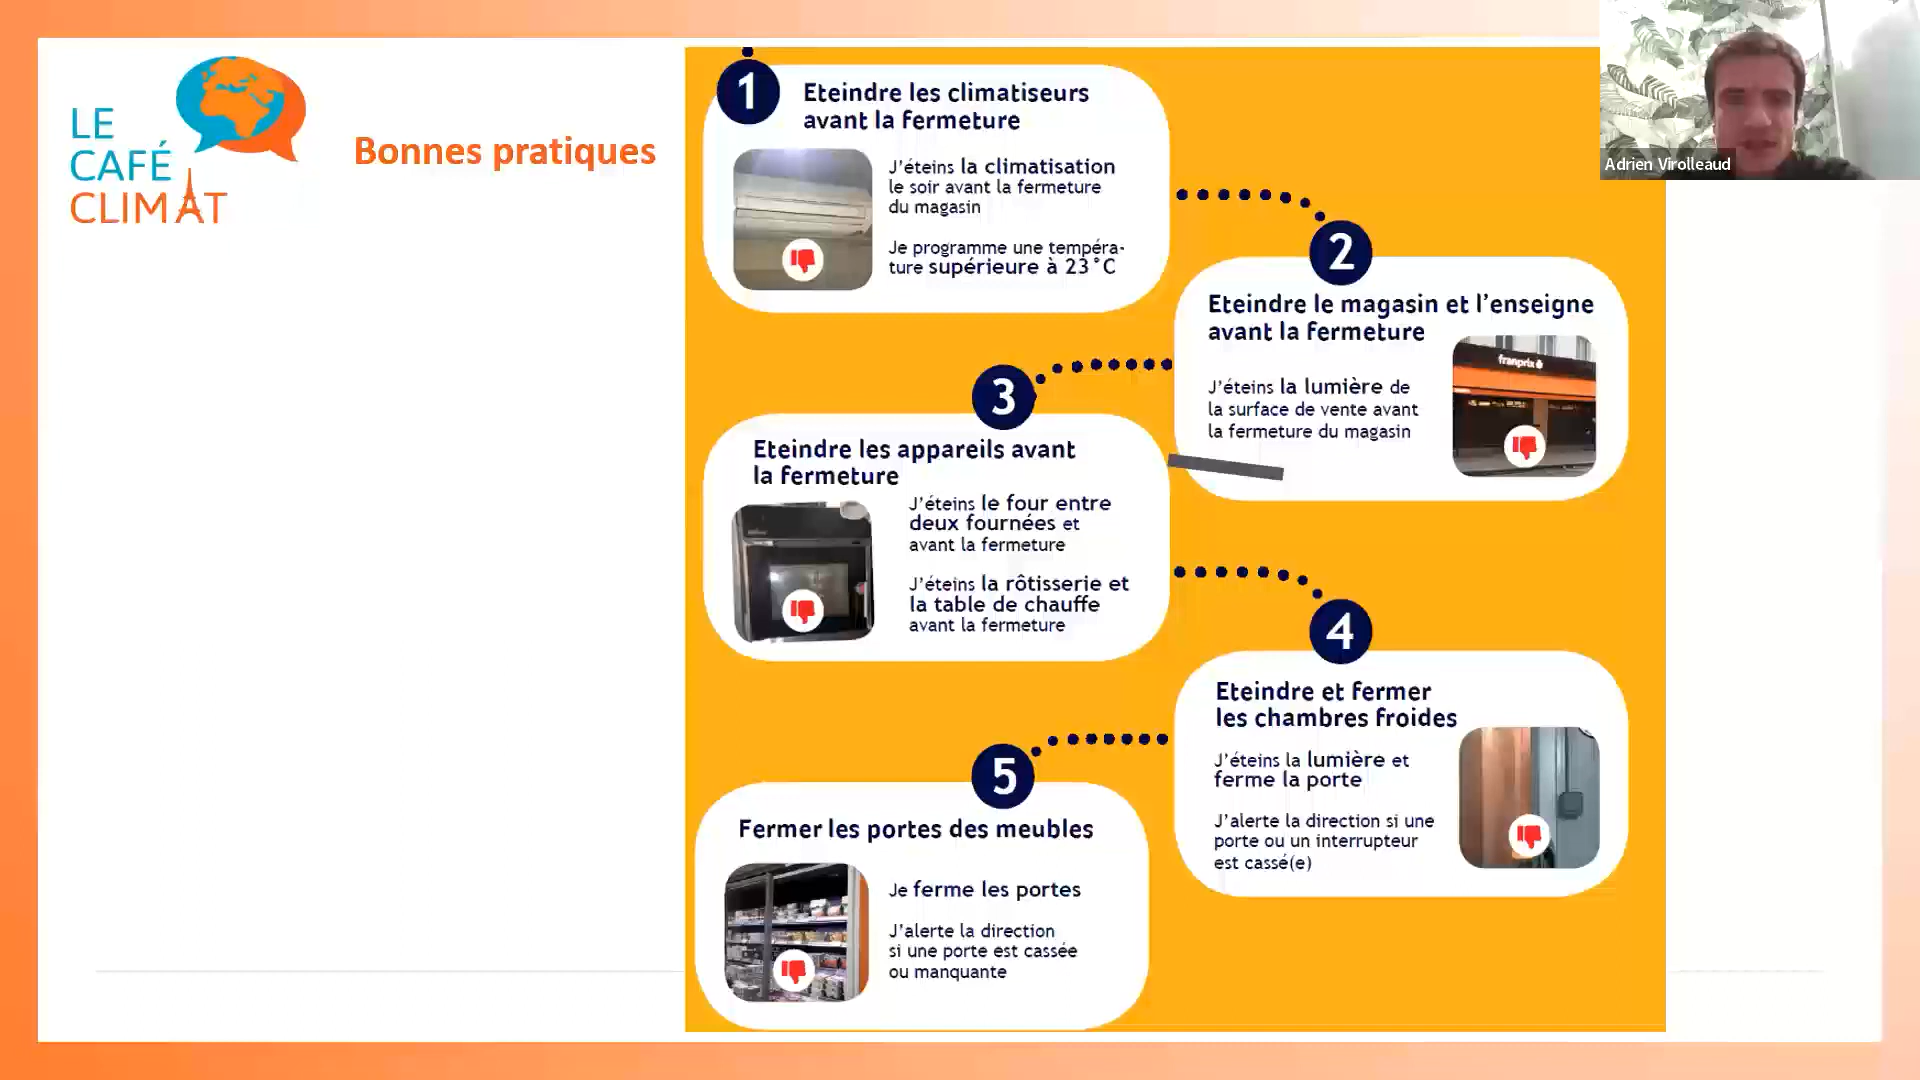 LE
CAFÉ
CLIMAT
Bonnes pratiques
1
Eteindre les climatiseurs
avant la fermeture
J'éteins la climatisation
le soir avant la fermeture
du magasin
Je programme une tempéra-
ture supérieure à 23°C
2
Eteindre le magasin et l'enseigne
avant la fermeture
J'éteins la lumière de
la surface de vente avant
la fermeture du magasin
franprix
3
Eteindre les appareils avant
la fermeture
J'éteins le four entre
deux fournées et
avant la fermeture
J'éteins la rôtisserie et
la table de chauffe
avant la fermeture
4
Eteindre et fermer
les chambres froides
J'éteins la lumière et
ferme la porte
J'alerte la direction si une
porte ou un interrupteur
est cassé(e)
5
Fermer les portes des meubles
Je ferme les portes
J'alerte la direction
si une porte est cassée
ou manquante
Adrien Virolleaud